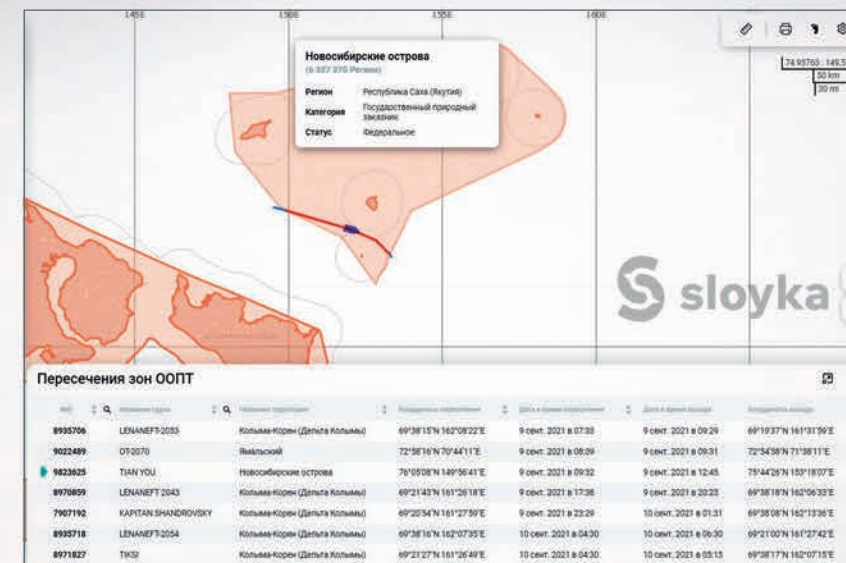 145E 150E 155E 160E
Новосибирские острова
Регион Республика Саха (Якутия)
Категория Государственный природный
заказник
Статус Федеральное
50 km
30 mi
sloyka
Пересечения зон ООПТ
8935706 LENANEFT-2033 Колыма-Корен (Дельта Колымы) 69°38'15"N 162°08'22"E 9 сент. 2021 в 07:33 9 сент. 2021 в 09:29 69°19'37"N 161°31'59"E
9022489 OT-2070 Ямальский 72°58'16"N 70°44'11"E 9 сент. 2021 в 08:29 9 сент. 2021 в 09:31 72°54'58"N 71°38'11"E
9823625 TIAN YOU Новосибирские острова 76°05'08"N 149°56'41"E 9 сент. 2021 в 09:32 9 сент. 2021 в 12:45 75°44'26"N 153°18'07"E
8970859 LENANEFT 2043 Колыма-Корен (Дельта Колымы) 69°21'43"N 161°26'18"E 9 сент. 2021 в 17:36 9 сент. 2021 в 20:23 69°38'18"N 162°06'33"E
7907192 KAPITAN SHANDROVSKY Колыма-Корен (Дельта Колымы) 69°20'54"N 161°27'59"E 9 сент. 2021 в 23:29 10 сент. 2021 в 01:31 69°38'08"N 162°13'36"E
8935718 LENANEFT-2054 Колыма-Корен (Дельта Колымы) 69°38'16"N 162°07'35"E 10 сент. 2021 в 04:30 10 сент. 2021 в 06:30 69°21'00"N 161°27'42"E
8971827 TIKSI Колыма-Корен (Дельта Колымы) 69°21'27"N 161°26'49"E 10 сент. 2021 в 04:30 10 сент. 2021 в 05:15 69°38'17"N 162°07'15"E